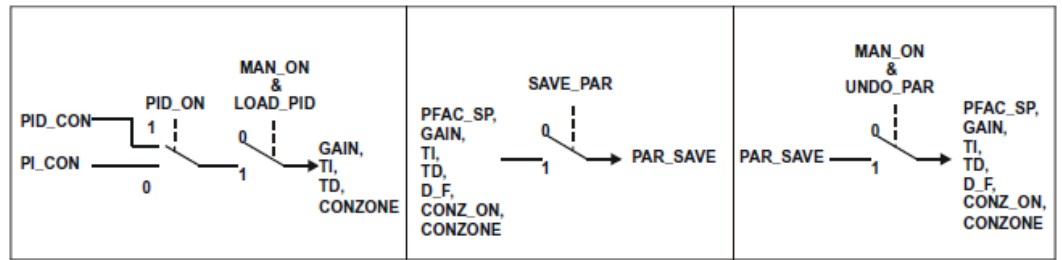 MAN_ON
&
LOAD_PID
PID_ON
PID_CON
1
0
PI_CON
0
1
GAIN,
TI,
TD,
CONZONE
SAVE_PAR
PFAC_SP,
GAIN,
TI,
TD,
D_F,
CONZ_ON,
CONZONE
0
1
PAR_SAVE
MAN_ON
&
UNDO_PAR
PAR_SAVE
0
1
PFAC_SP,
GAIN,
TI,
TD,
D_F,
CONZ_ON,
CONZONE